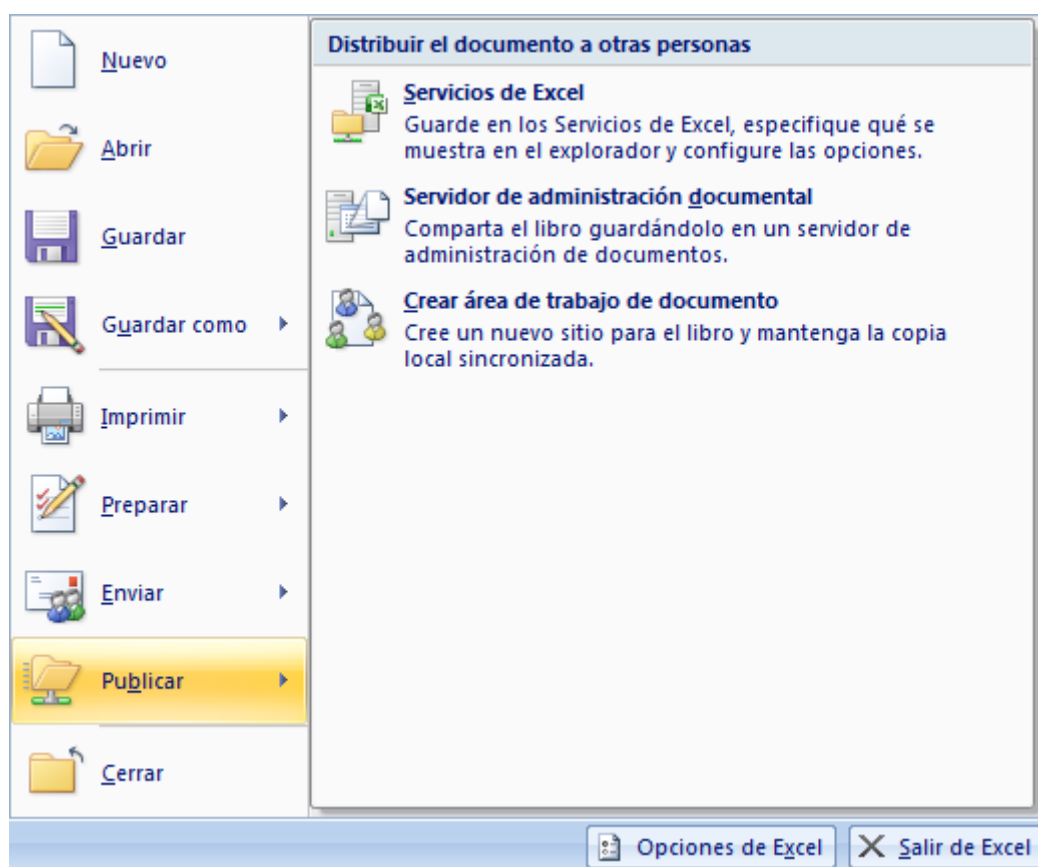 Nuevo
Abrir
Guardar
Guardar como
Imprimir
Preparar
Enviar
Publicar
Cerrar
Distribuir el documento a otras personas
Servicios de Excel
Guarde en los Servicios de Excel, especifique qué se
muestra en el explorador y configure las opciones.
Servidor de administración documental
Comparta el libro guardándolo en un servidor de
administración de documentos.
Crear área de trabajo de documento
Cree un nuevo sitio para el libro y mantenga la copia
local sincronizada.
Opciones de Excel
Salir de Excel